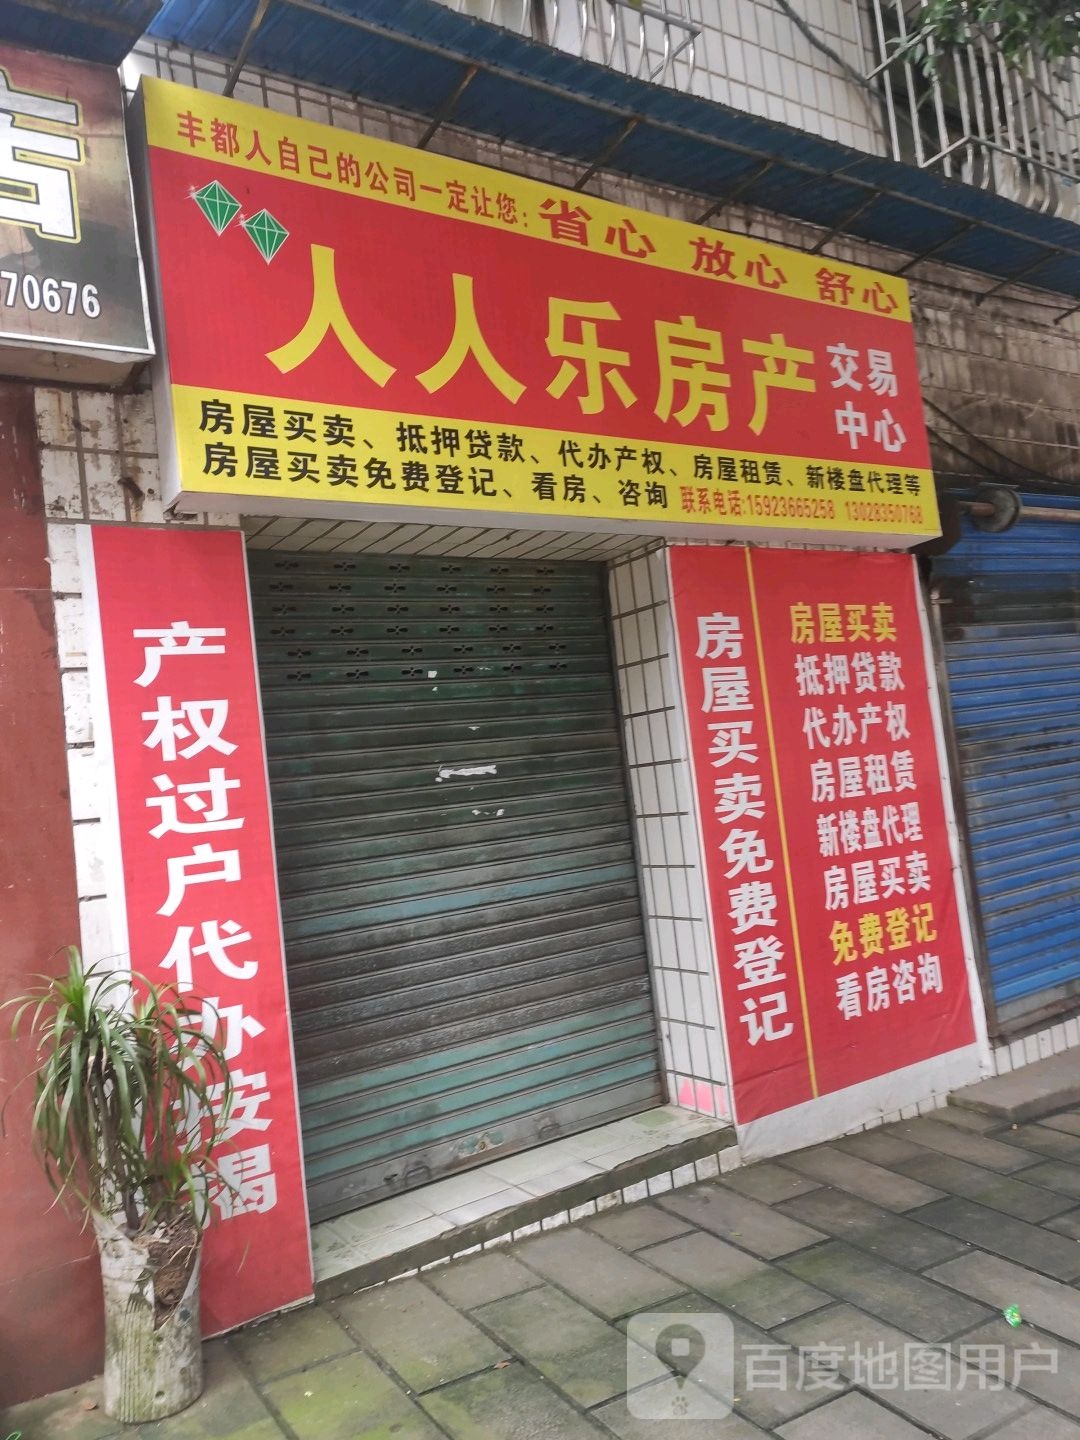 店
70676
丰都人自己的公司一定让您:省心 放心 舒心
人人乐房产交易中心
房屋买卖、抵押贷款、代办产权、房屋租赁、新楼盘代理等
房屋买卖免费登记、看房、咨询 联系电话:15923665258 13028350768
产权过户代办按揭
房屋买卖免费登记
房屋买卖
抵押贷款
代办产权
房屋租赁
新楼盘代理
房屋买卖
免费登记
看房咨询
百度地图用户